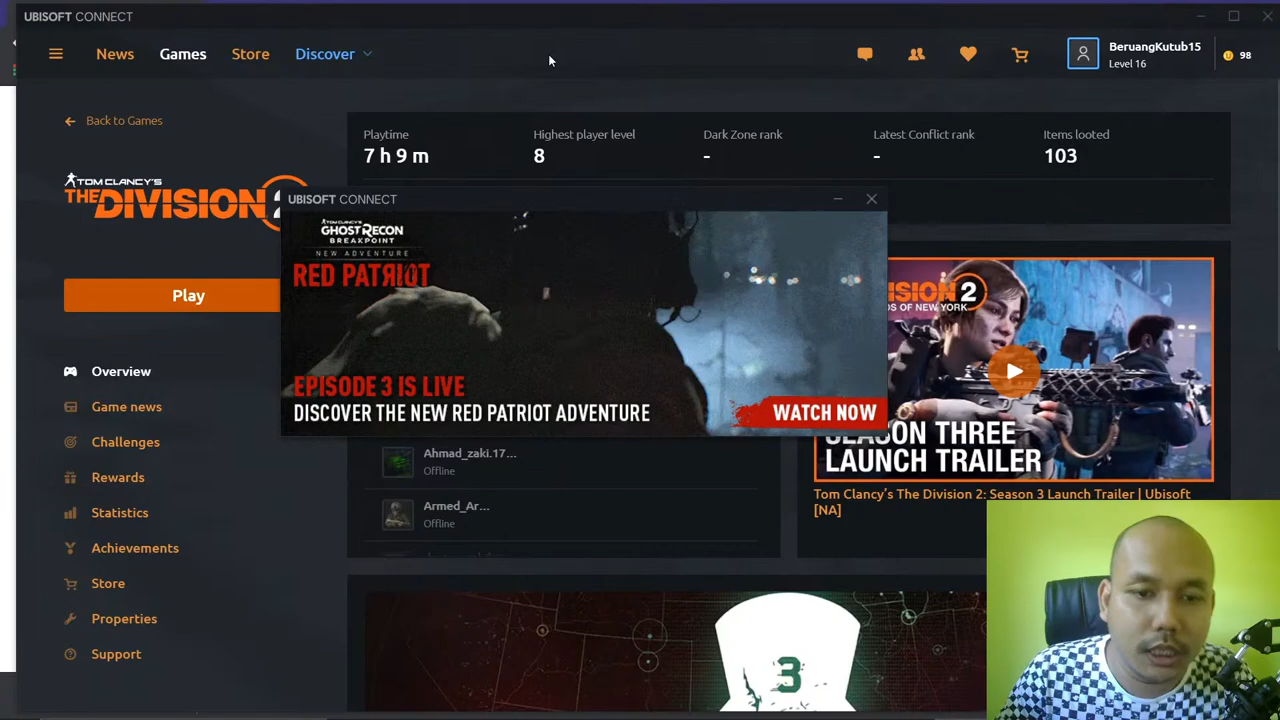 UBISOFT CONNECT
News
Games
Store
Discover
BeruangKutub15
Level 16
98
Back to Games
TOM CLANCY'S
THE DIVISION 2
Play
Overview
Game news
Challenges
Rewards
Statistics
Achievements
Store
Properties
Support
Playtime
7 h 9 m
Highest player level
8
Dark Zone rank
-
Latest Conflict rank
-
Items looted
103
UBISOFT CONNECT
TOM CLANCY'S
GHOST RECON
BREAKPOINT
NEW ADVENTURE
RED PATRIOT
EPISODE 3 IS LIVE
DISCOVER THE NEW RED PATRIOT ADVENTURE
WATCH NOW
Ahmad_zaki.17...
Offline
Armed_Ar...
Offline
2
OF NEW YORK
SEASON THREE
LAUNCH TRAILER
Tom Clancy's The Division 2: Season 3 Launch Trailer | Ubisoft
[NA]
3